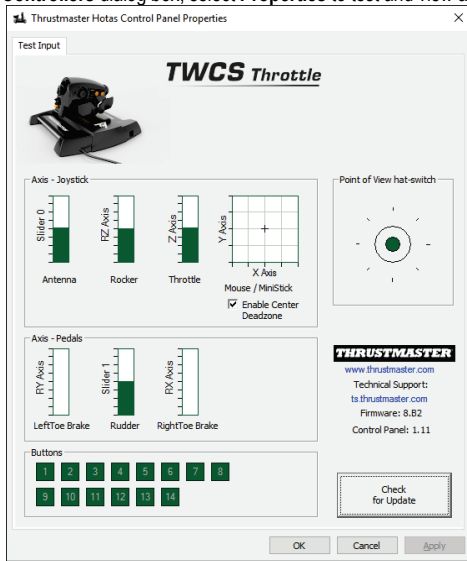 Controllers dialog box, select Properties to test and view a
Thrustmaster Hotas Control Panel Properties
Test Input
TWCS Throttle
Axis - Joystick
Slider 0
RZ Axis
Z Axis
Y Axis
X Axis
Antenna
Rocker
Throttle
Mouse / MiniStick
Enable Center
Deadzone
Point of View hat-switch
Axis - Pedals
RY Axis
Slider 1
RX Axis
LeftToe Brake
Rudder
RightToe Brake
THRUSTMASTER
www.thrustmaster.com
Technical Support:
ts.thrustmaster.com
Firmware: 8.B2
Control Panel: 1.11
Buttons
1 2 3 4 5 6 7 8
9 10 11 12 13 14
Check
for Update
OK Cancel Apply